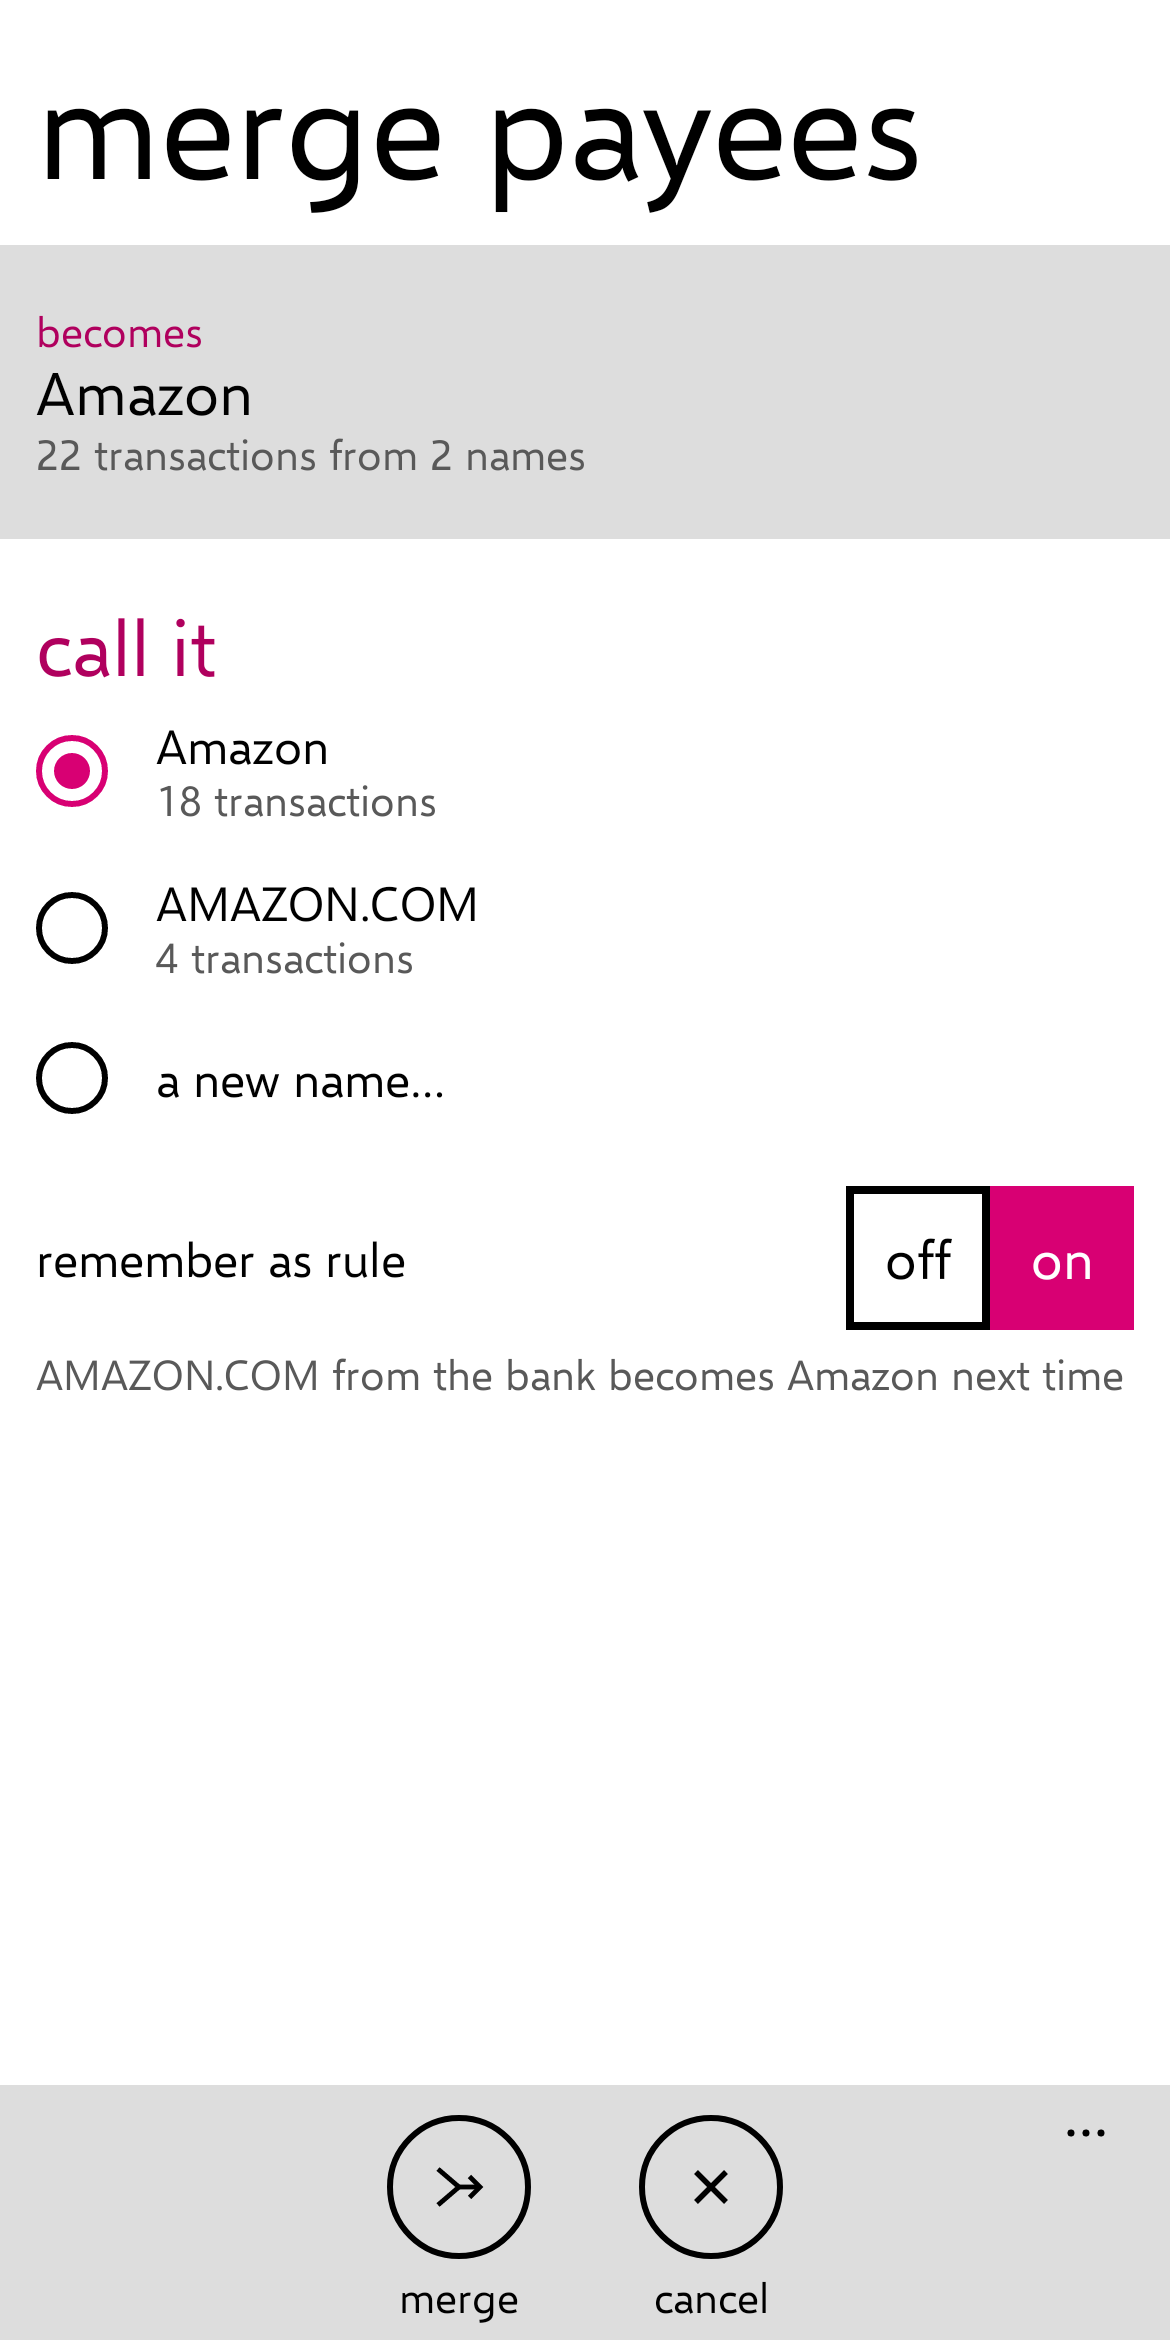 merge payees
becomes
Amazon
22 transactions from 2 names
call it
Amazon
18 transactions
AMAZON.COM
4 transactions
a new name...
remember as rule
off on
AMAZON.COM from the bank becomes Amazon next time
...
merge cancel